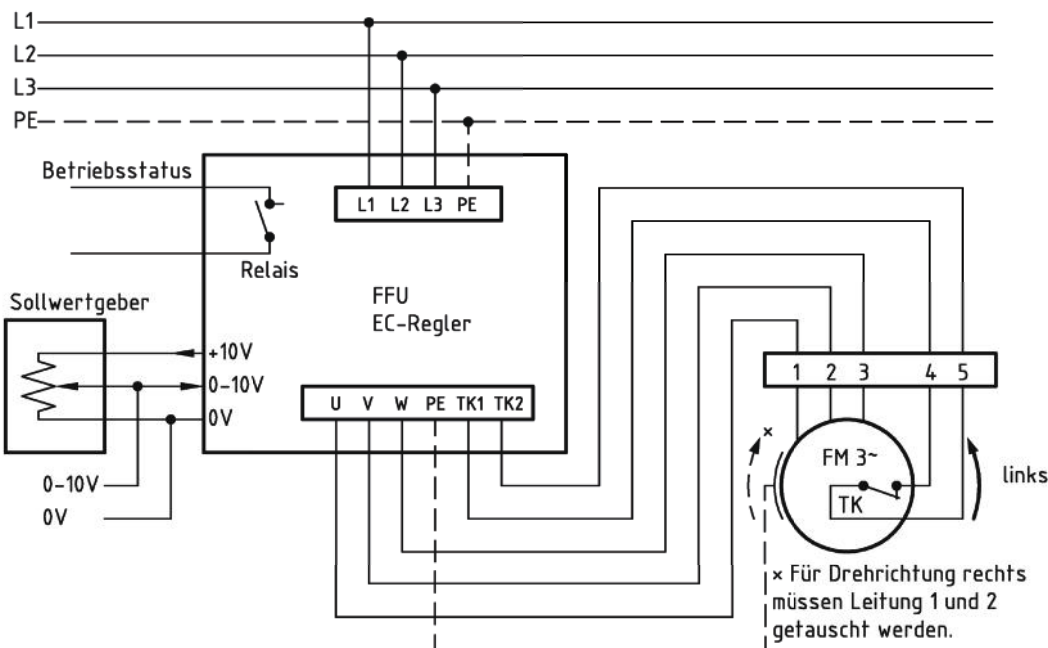 L1
L2
L3
PE
Betriebsstatus
L1 L2 L3 PE
Relais
FFU
EC-Regler
Sollwertgeber
+10V
0-10V
0V
U V W PE TK1 TK2
1 2 3 4 5
×
FM 3~
TK
links
0-10V
0V
× Für Drehrichtung rechts
müssen Leitung 1 und 2
getauscht werden.